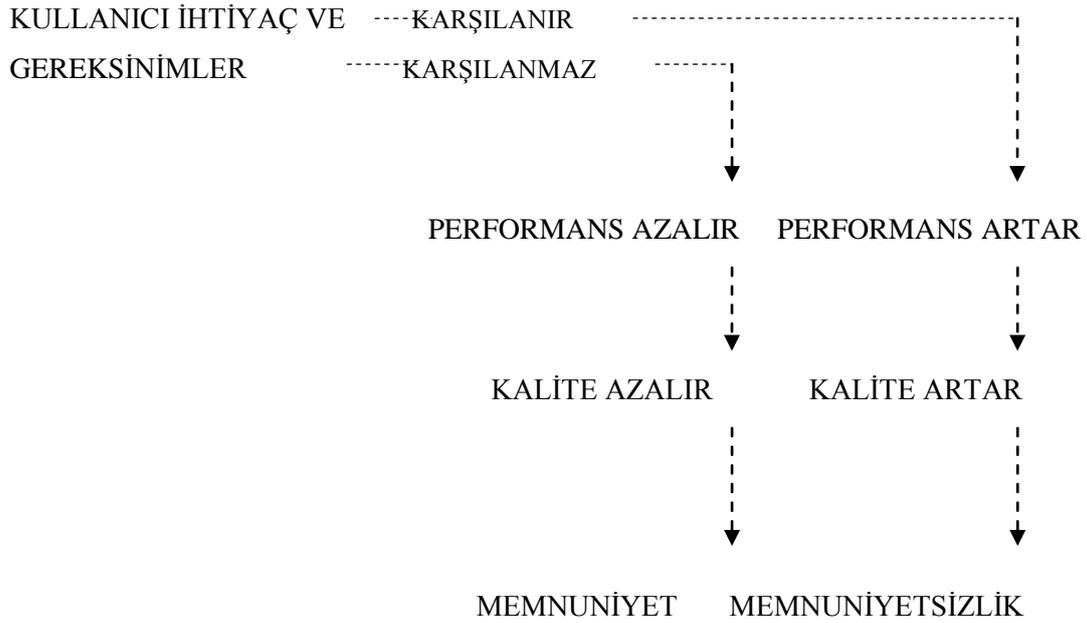 KULLANICI İHTİYAÇ VE KARŞILANIR
GEREKSİNİMLER KARŞILANMAZ
PERFORMANS AZALIR PERFORMANS ARTAR
KALİTE AZALIR KALİTE ARTAR
MEMNUNİYET MEMNUNİYETSİZLİK